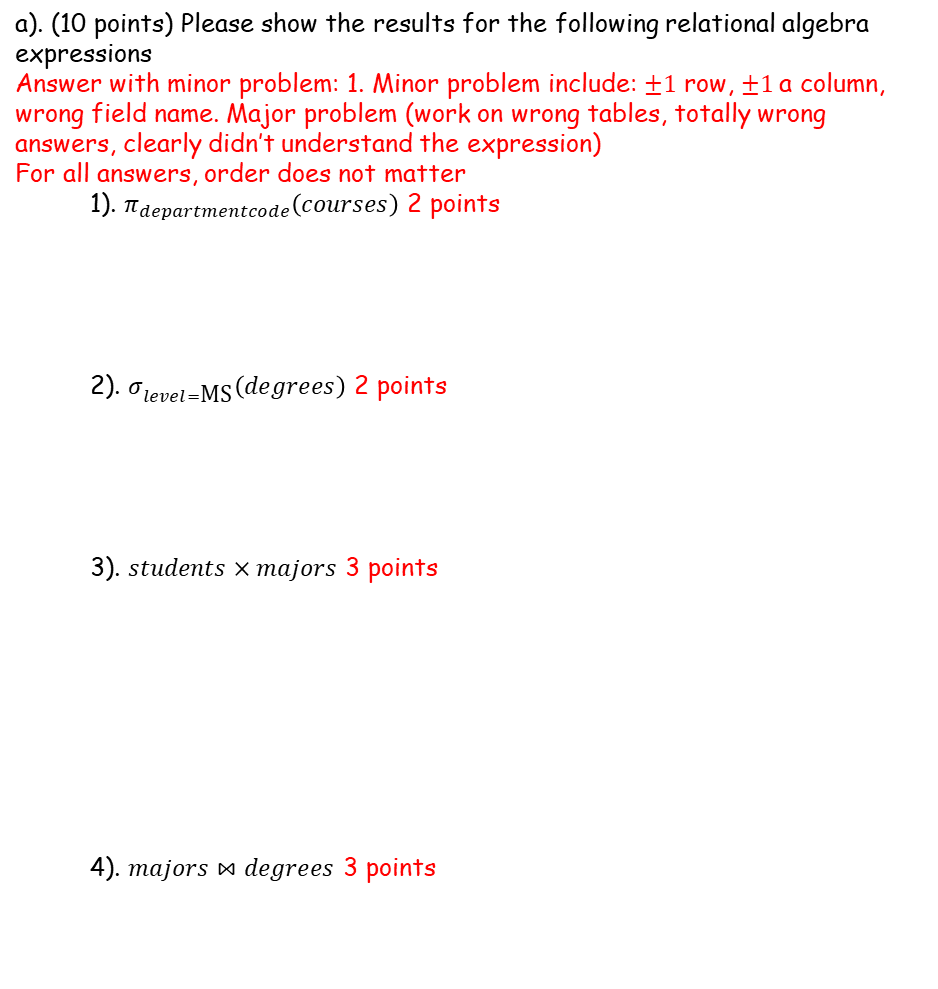 a). (10 points) Please show the results for the following relational algebra
expressions
Answer with minor problem: 1. Minor problem include: ±1 row, ±1 a column,
wrong field name. Major problem (work on wrong tables, totally wrong
answers, clearly didn't understand the expression)
For all answers, order does not matter
1). π departmentcode (courses) 2 points
2). σ level=MS (degrees) 2 points
3). students × majors 3 points
4). majors ⋈ degrees 3 points